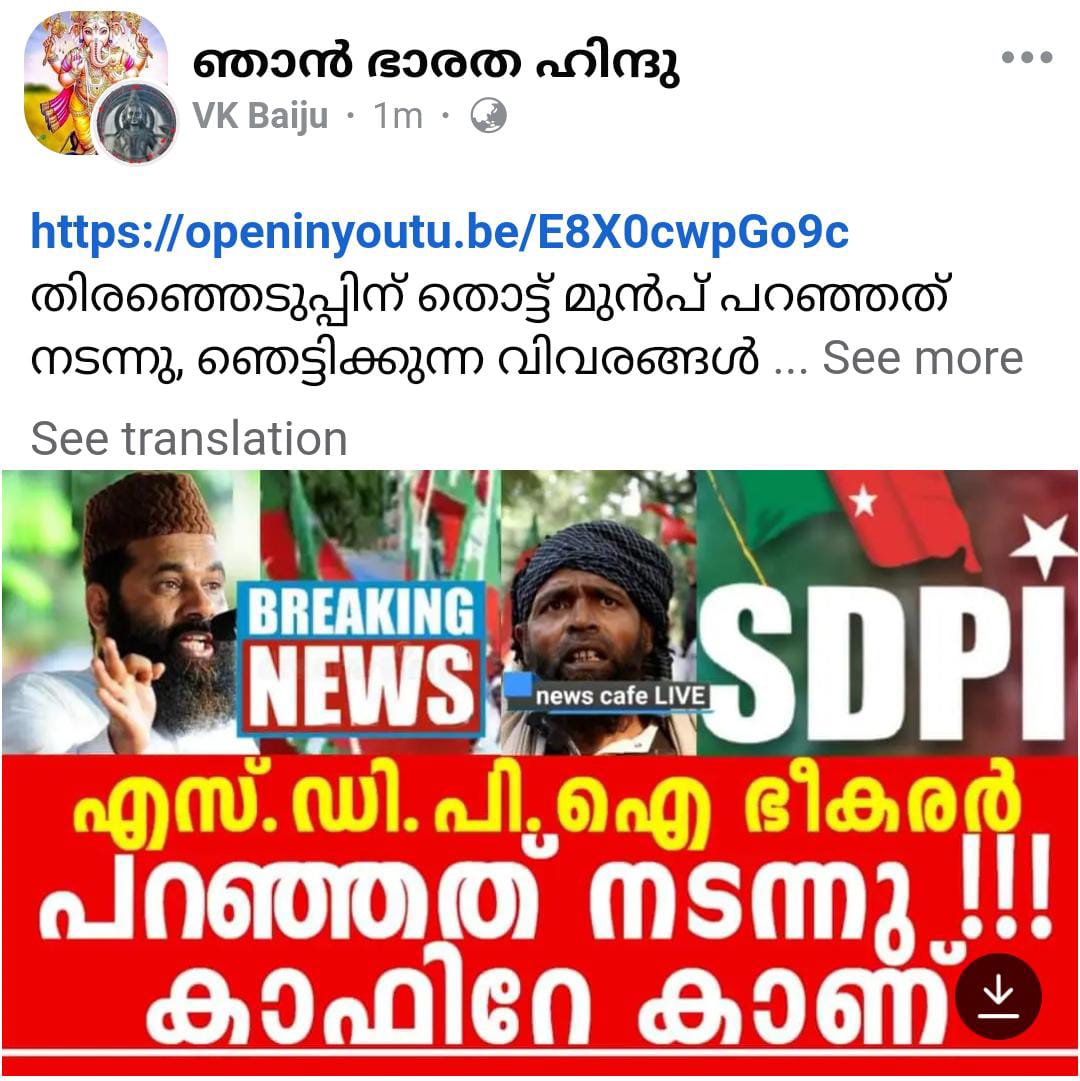 ഞാൻ ഭാരത ഹിന്ദു
VK Baiju · 1m ·
https://openinyoutu.be/E8X0cwpGo9c
തിരഞ്ഞെടുപ്പിന് തൊട്ട് മുൻപ് പറഞ്ഞത്
നടന്നു, ഞെട്ടിക്കുന്ന വിവരങ്ങൾ ... See more
See translation
BREAKING
NEWS
news cafe LIVE
SDPI
എസ്.ഡി.പി.ഐ ഭീകരർ
പറഞ്ഞത് നടന്നു !!!
കാഫിറേ കാണ്